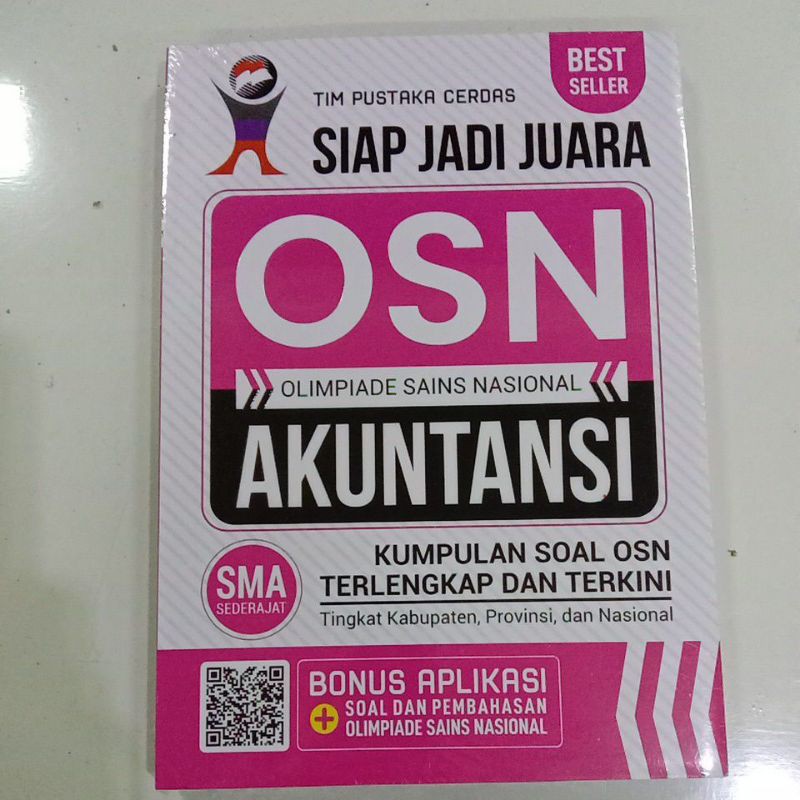 BEST
SELLER
TIM PUSTAKA CERDAS
SIAP JADI JUARA
OSN
OLIMPIADE SAINS NASIONAL
AKUNTANSI
SMA
SEDERAJAT
KUMPULAN SOAL OSN
TERLENGKAP DAN TERKINI
Tingkat Kabupaten, Provinsi, dan Nasional
BONUS APLIKASI
+ SOAL DAN PEMBAHASAN
OLIMPIADE SAINS NASIONAL